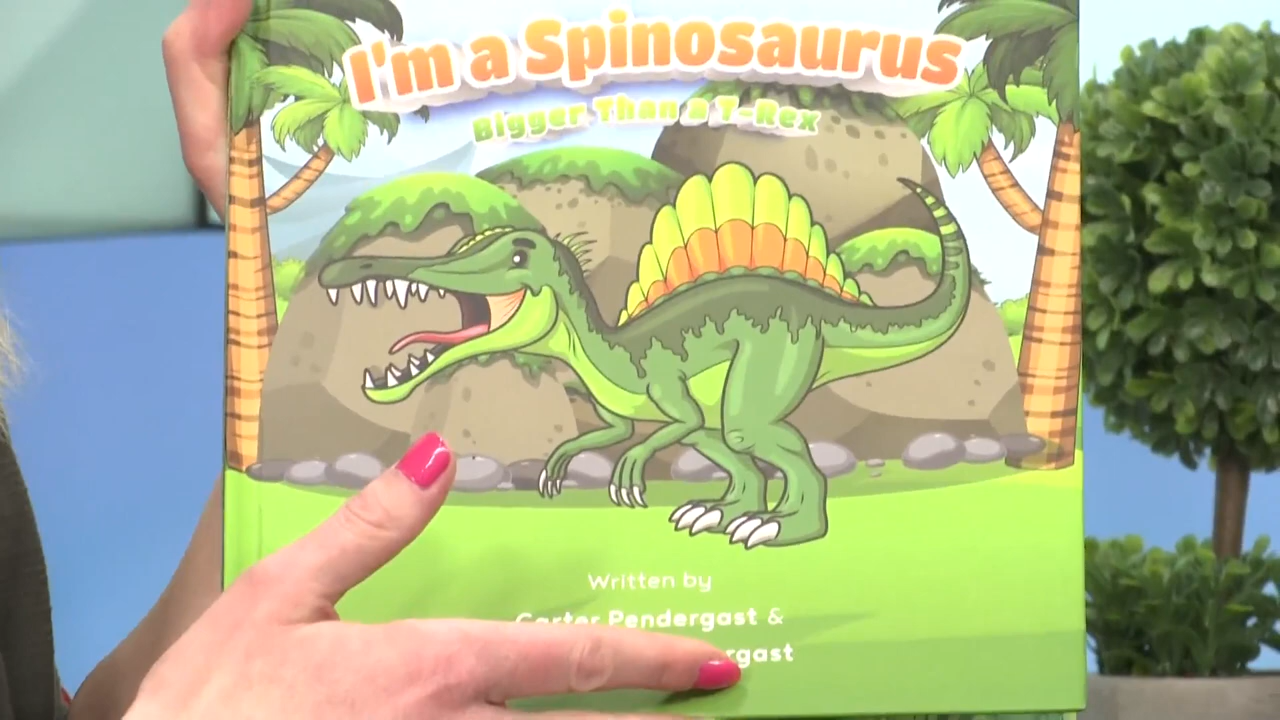 I'm a Spinosaurus
Bigger Than a T-Rex
Written by
Carter Pendergast &